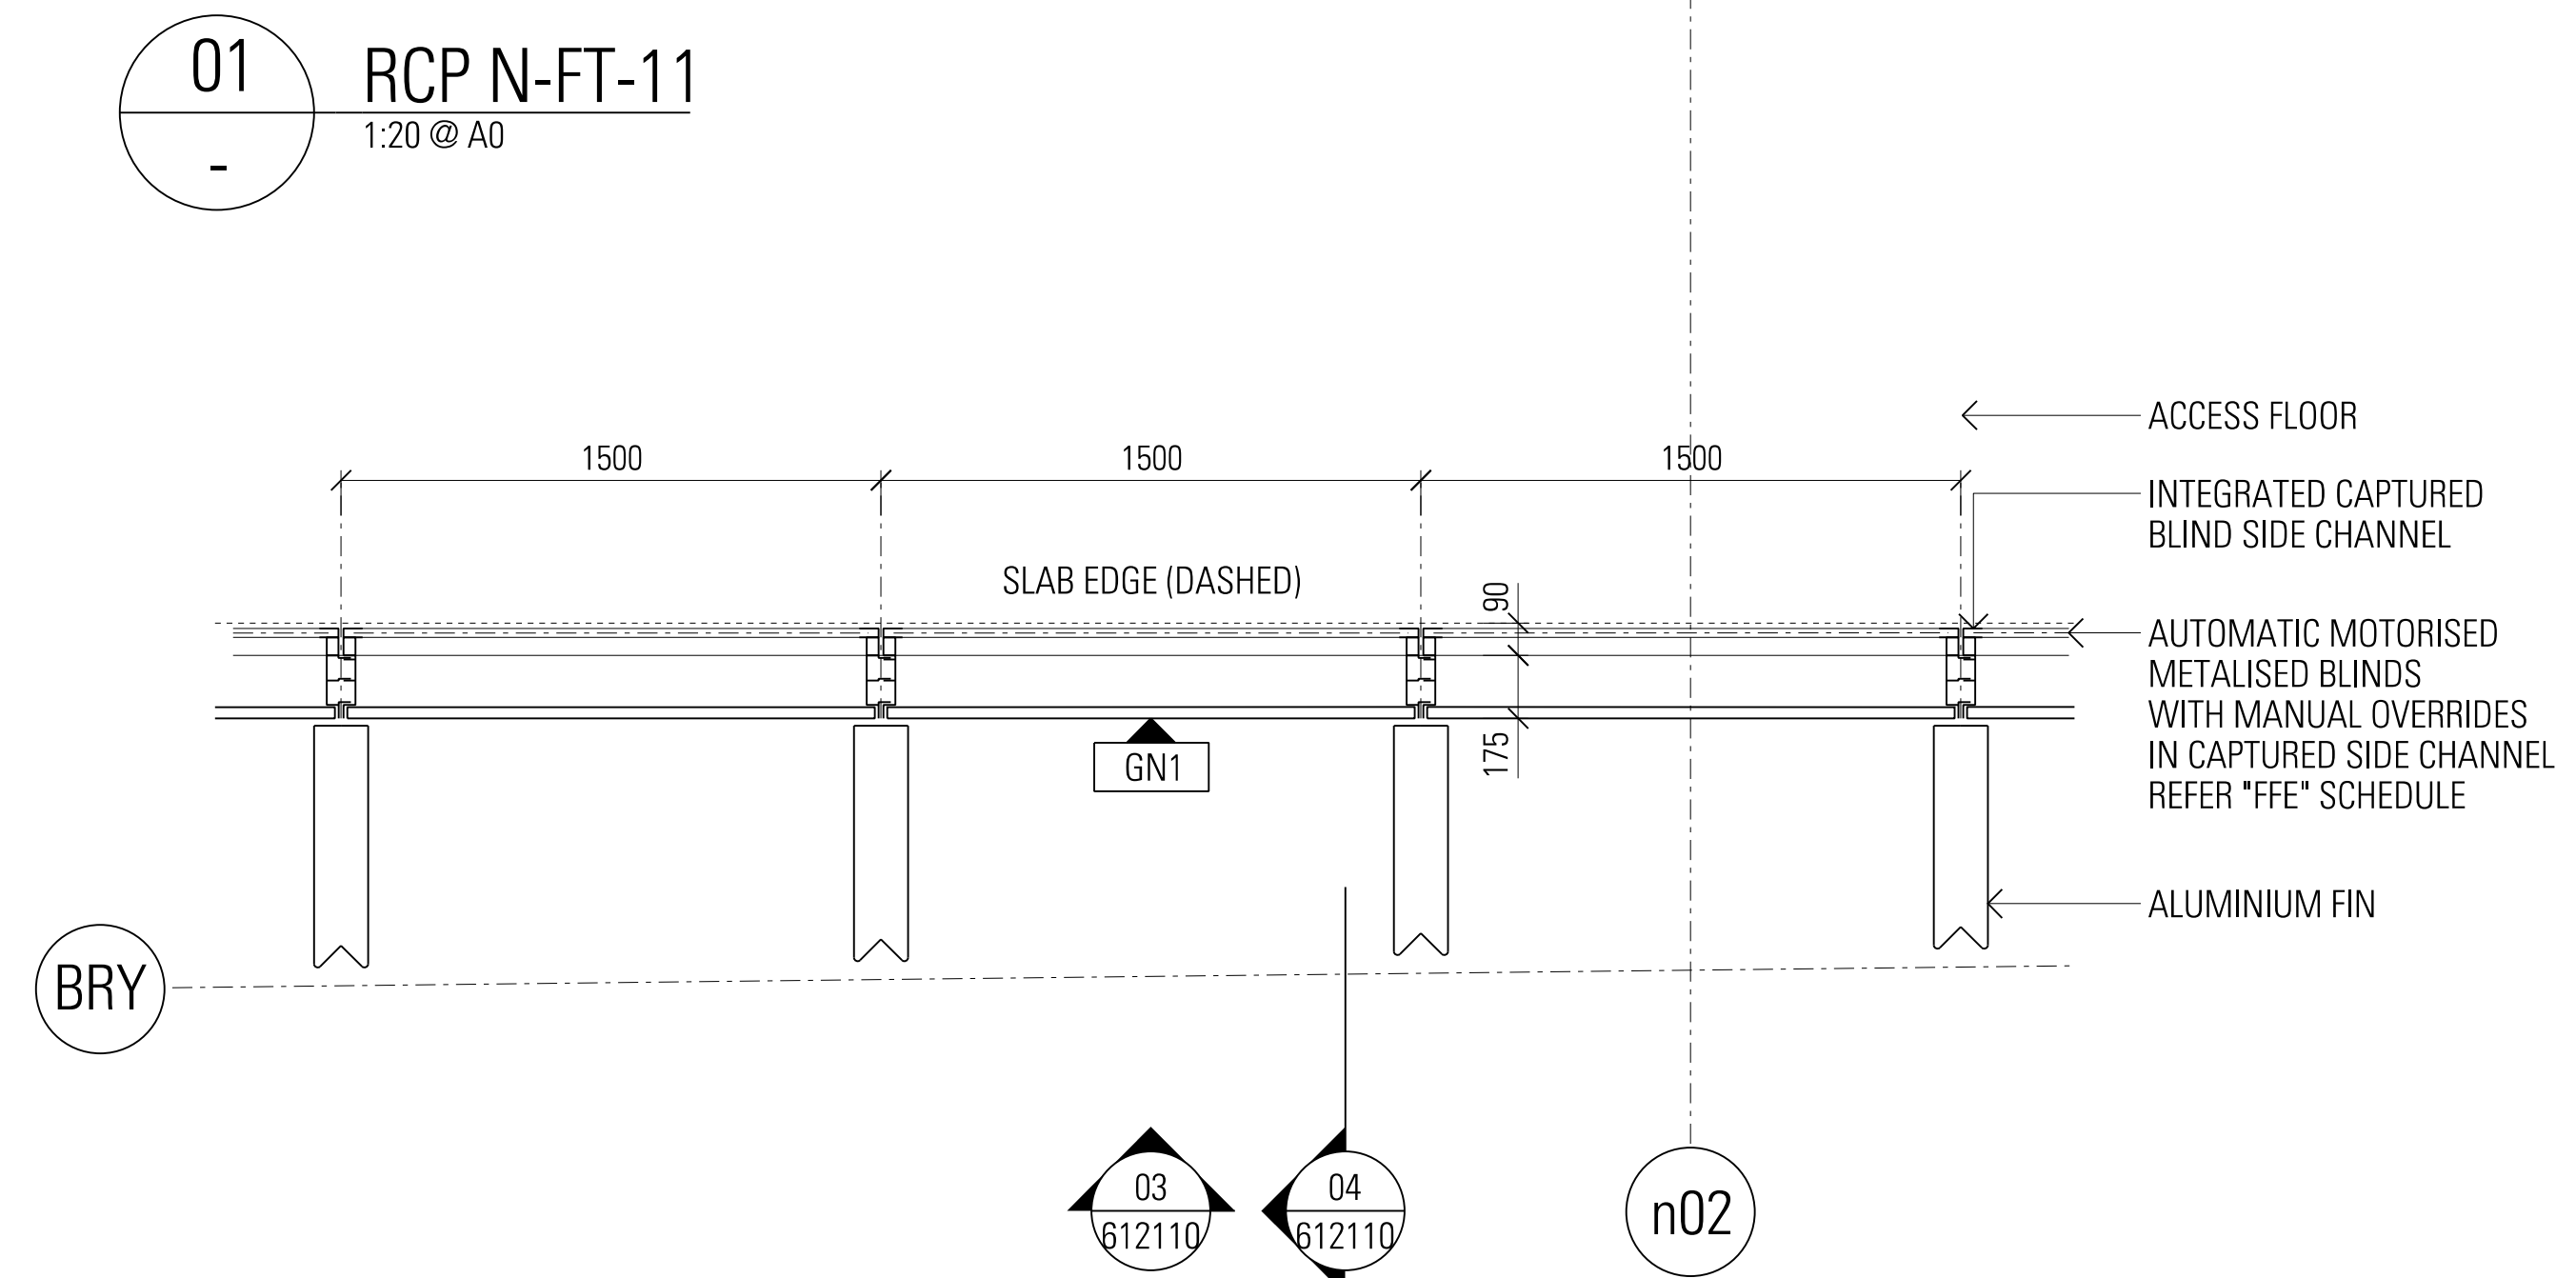 01
-
RCP N-FT-11
1:20 @ A0
1500
1500
1500
ACCESS FLOOR
INTEGRATED CAPTURED
BLIND SIDE CHANNEL
SLAB EDGE (DASHED)
90
175
AUTOMATIC MOTORISED
METALISED BLINDS
WITH MANUAL OVERRIDES
IN CAPTURED SIDE CHANNEL
REFER "FFE" SCHEDULE
GN1
ALUMINIUM FIN
BRY
03
612110
04
612110
n02